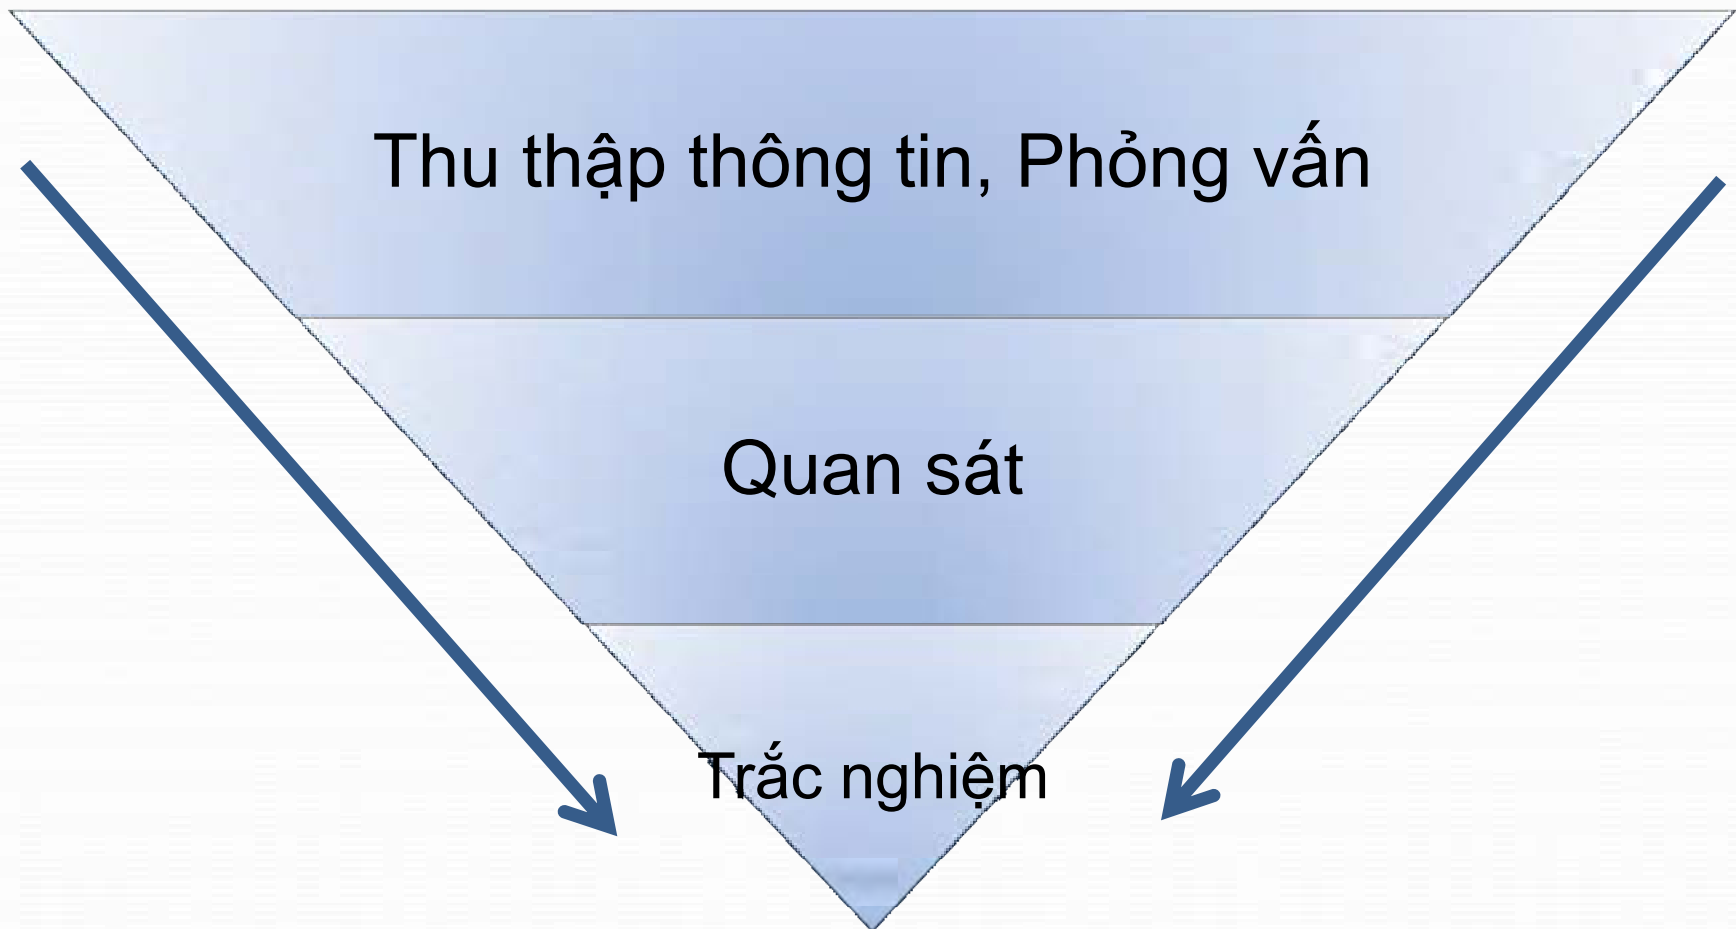 Thu thập thông tin, Phỏng vấn
Quan sát
Trắc nghiệm